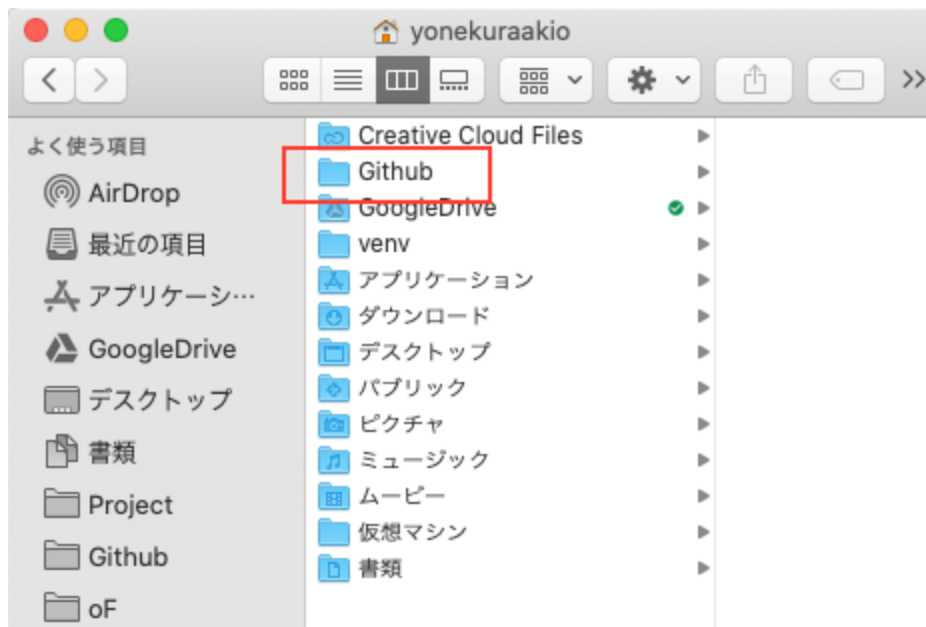 yonekuraakio
よく使う項目
AirDrop
最近の項目
アプリケーシ…
GoogleDrive
デスクトップ
書類
Project
Github
oF
Creative Cloud Files
Github
GoogleDrive
venv
アプリケーション
ダウンロード
デスクトップ
パブリック
ピクチャ
ミュージック
ムービー
仮想マシン
書類